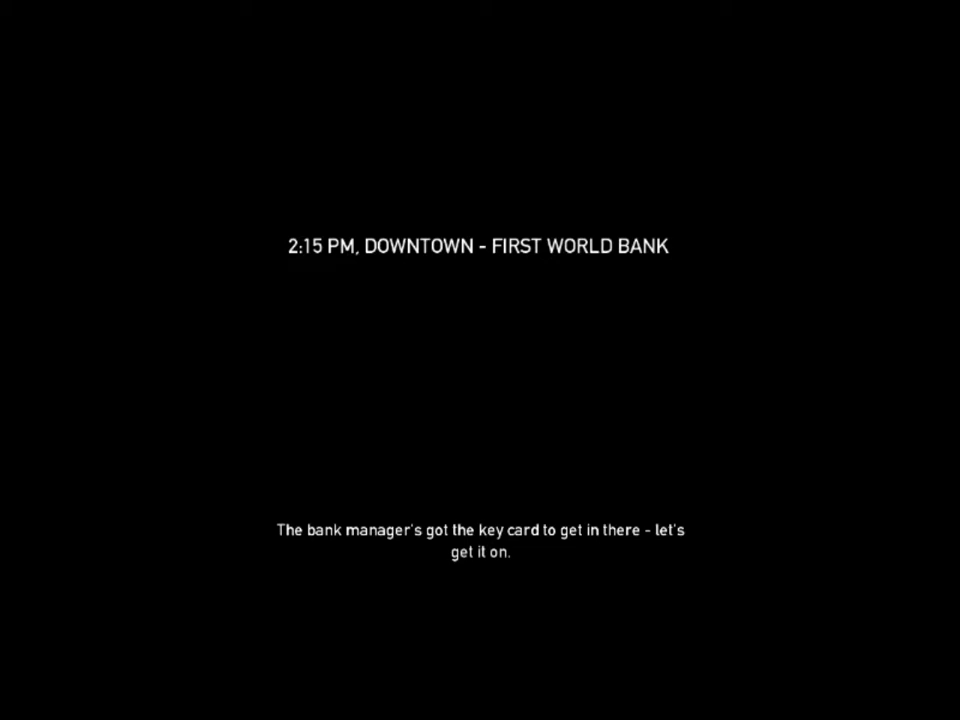 2:15 PM, DOWNTOWN - FIRST WORLD BANK
The bank manager's got the key card to get in there - let's
get it on.